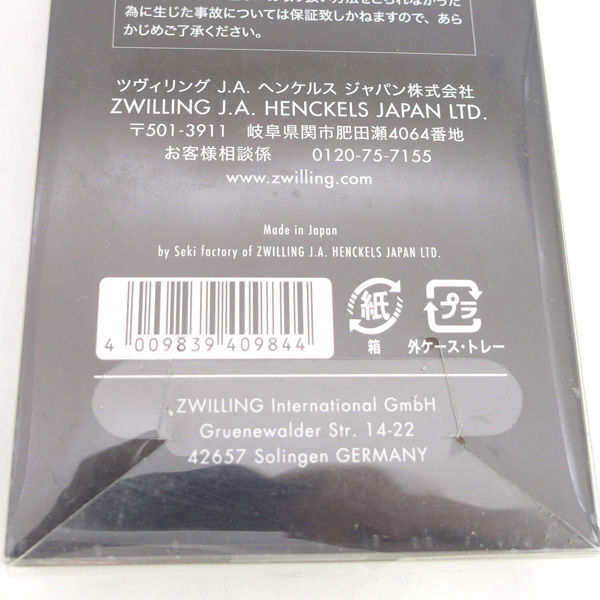 為に生じた事故については保証致しかねますので、あら
かじめご了承ください。
ツヴィリング J.A. ヘンケルス ジャパン株式会社
ZWILLING J.A. HENCKELS JAPAN LTD.
〒501-3911 岐阜県関市肥田瀬4064番地
お客様相談係 0120-75-7155
www.zwilling.com
Made in Japan
by Seki factory of ZWILLING J.A. HENCKELS JAPAN LTD.
4 009839 409844
紙 プラ
箱 外ケース・トレー
ZWILLING International GmbH
Gruenewalder Str. 14-22
42657 Solingen GERMANY